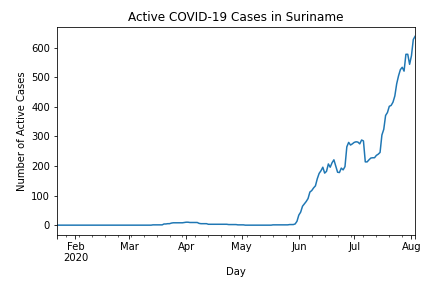 Active COVID-19 Cases in Suriname
Number of Active Cases
600
500
400
300
200
100
0
Feb Mar Apr May Jun Jul Aug
2020
Day